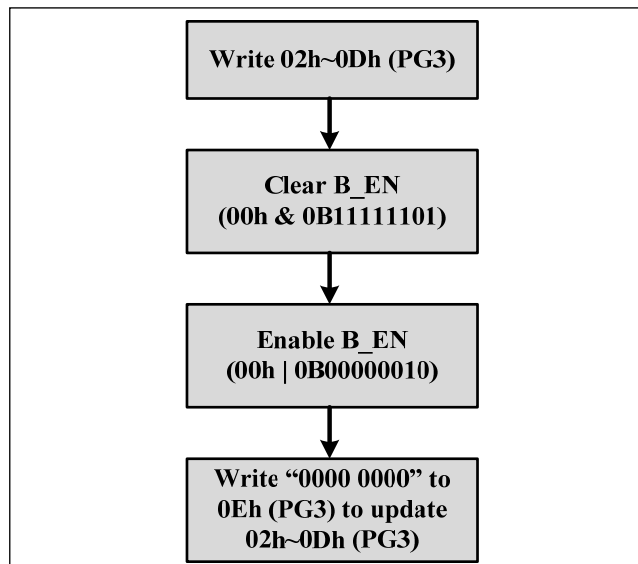 Write 02h~0Dh (PG3)
Clear B_EN
(00h & 0B11111101)
Enable B_EN
(00h | 0B00000010)
Write “0000 0000” to
0Eh (PG3) to update
02h~0Dh (PG3)